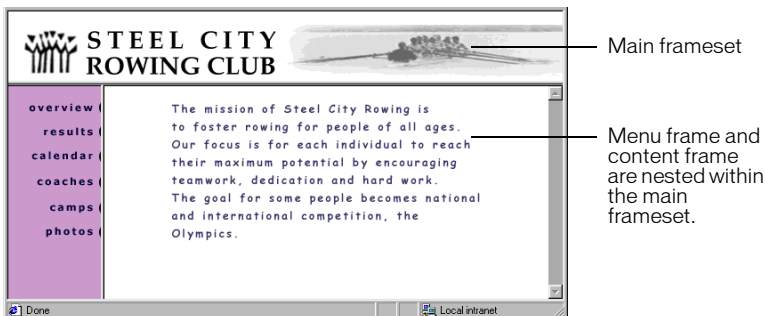 STEEL CITY
ROWING CLUB
Main frameset
overview
results
calendar
coaches
camps
photos
The mission of Steel City Rowing is
to foster rowing for people of all ages.
Our focus is for each individual to reach
their maximum potential by encouraging
teamwork, dedication and hard work.
The goal for some people becomes national
and international competition, the
Olympics.
Menu frame and
content frame
are nested within
the main
frameset.
Done
Local intranet